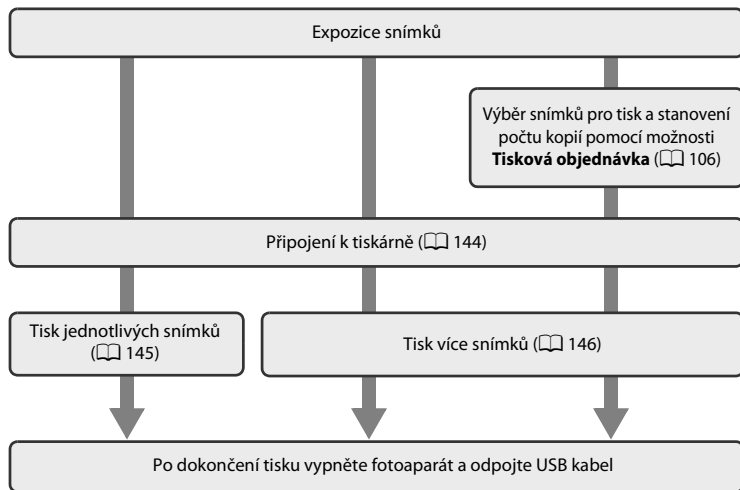 Expozice snímků
Výběr snímků pro tisk a stanovení
počtu kopií pomocí možnosti
Tisková objednávka (📖 106)
Připojení k tiskárně (📖 144)
Tisk jednotlivých snímků
(📖 145)
Tisk více snímků (📖 146)
Po dokončení tisku vypněte fotoaparát a odpojte USB kabel